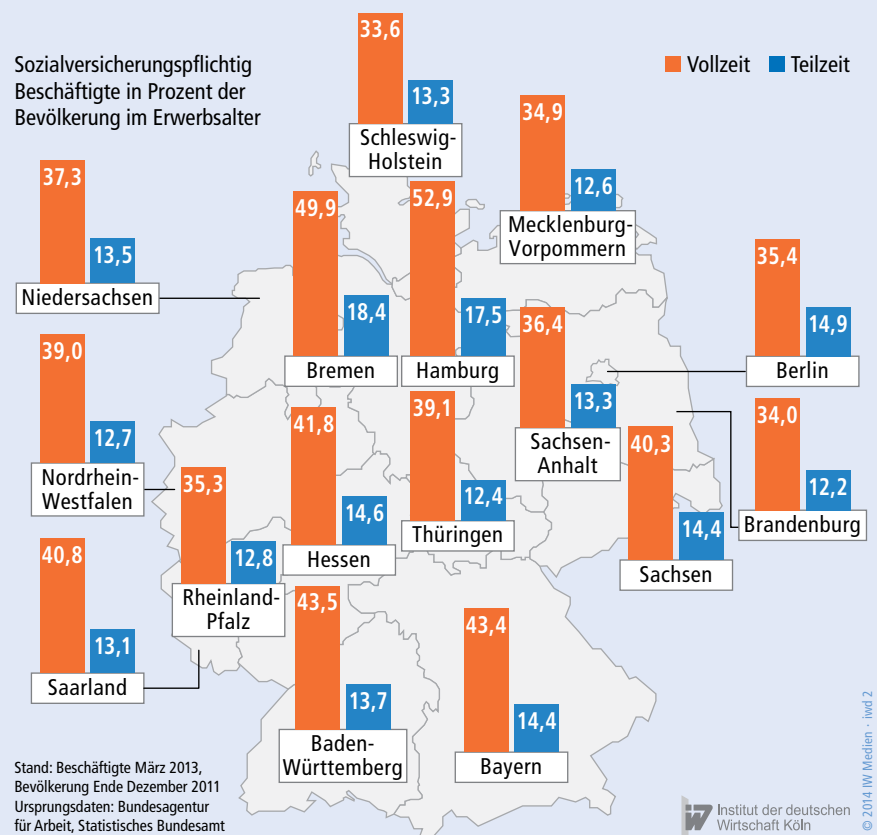 Sozialversicherungspflichtig
Beschäftigte in Prozent der
Bevölkerung im Erwerbsalter
Vollzeit
Teilzeit
33,6
13,3
Schleswig-
Holstein
34,9
12,6
Mecklenburg-
Vorpommern
37,3
13,5
Niedersachsen
49,9
18,4
Bremen
52,9
17,5
Hamburg
35,4
14,9
Berlin
36,4
13,3
Sachsen-
Anhalt
39,0
12,7
Nordrhein-
Westfalen
41,8
14,6
Hessen
39,1
12,4
Thüringen
34,0
12,2
Brandenburg
40,3
14,4
Sachsen
35,3
12,8
Rheinland-
Pfalz
40,8
13,1
Saarland
43,5
13,7
Baden-
Württemberg
43,4
14,4
Bayern
Stand: Beschäftigte März 2013,
Bevölkerung Ende Dezember 2011
Ursprungsdaten: Bundesagentur
für Arbeit, Statistisches Bundesamt
iw
Institut der deutschen
Wirtschaft Köln
© 2014 IW Medien · iwd 2